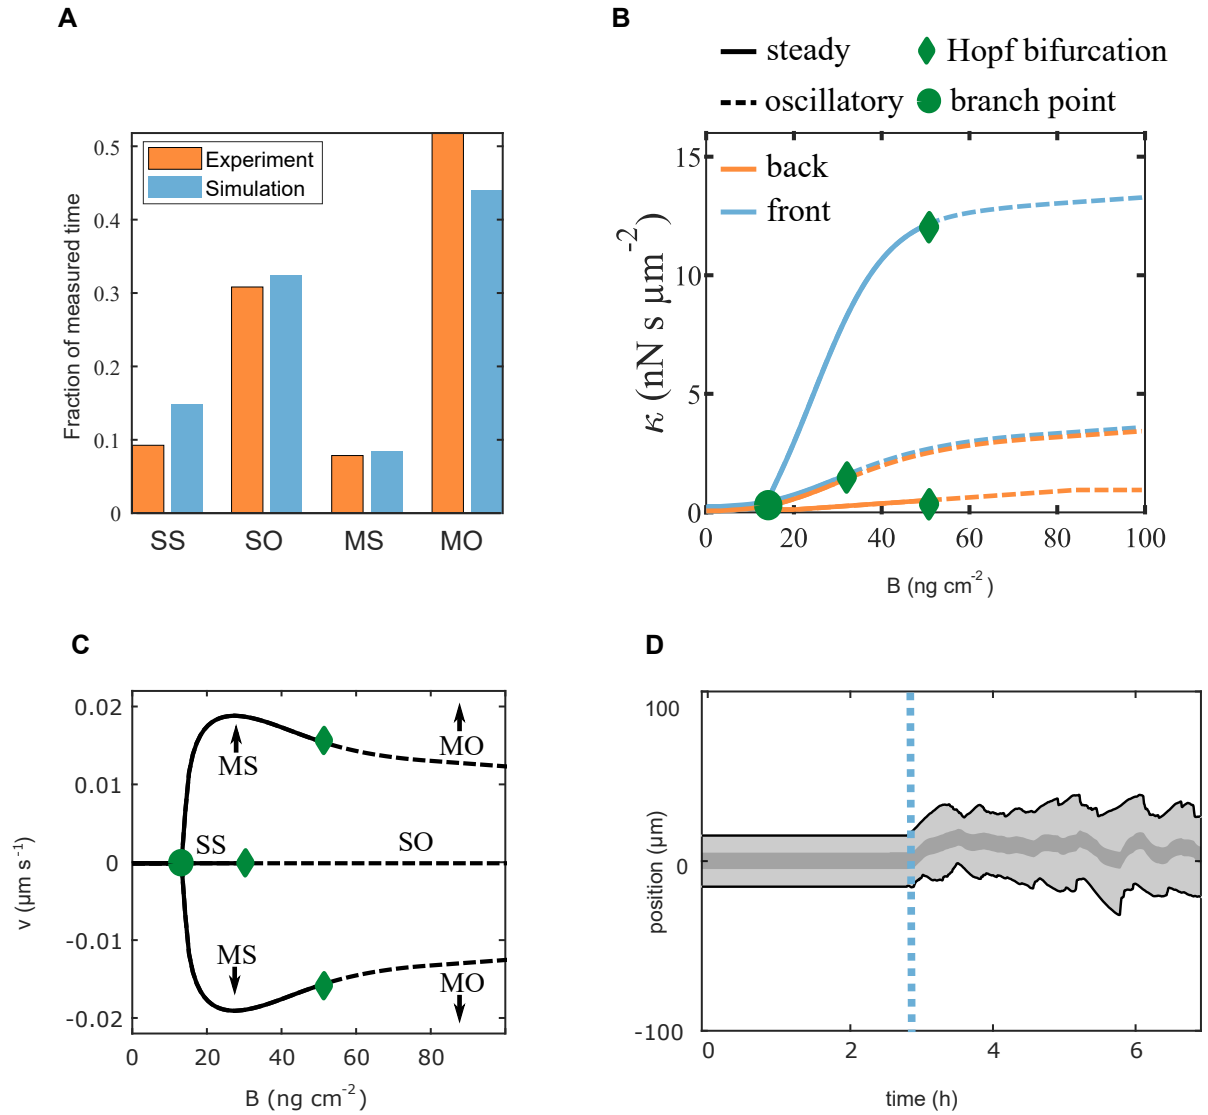 A
Fraction of measured time
0.5
0.4
0.3
0.2
0.1
0
Experiment
Simulation
SS SO MS MO
B
steady Hopf bifurcation
oscillatory branch point
back
front
κ (nN s µm-2)
15
10
5
0
0 20 40 60 80 100
B (ng cm-2)
C
v (µm s-1)
0.02
0.01
0
-0.01
-0.02
MS
MO
SS
SO
MS
MO
0 20 40 60 80
B (ng cm-2)
D
position (µm)
100
0
-100
0 2 4 6
time (h)